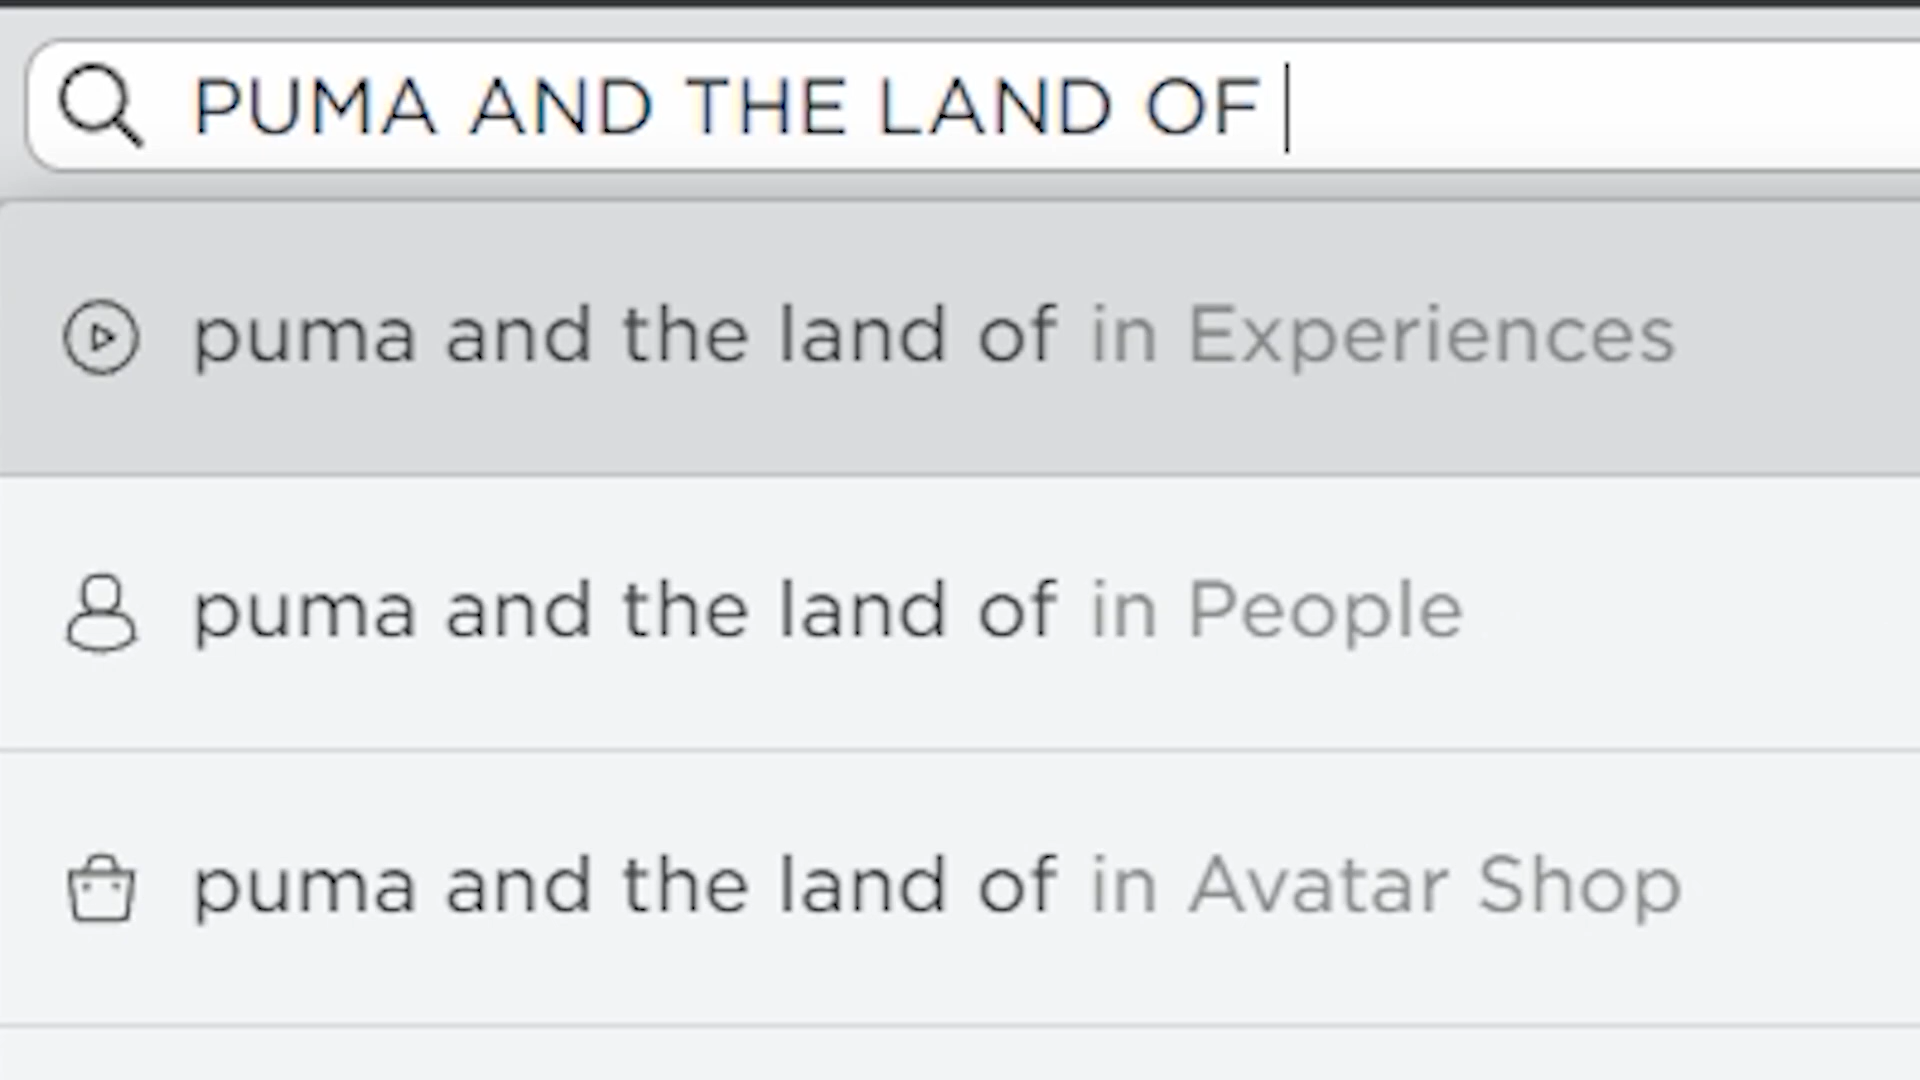 PUMA AND THE LAND OF
puma and the land of in Experiences
puma and the land of in People
puma and the land of in Avatar Shop